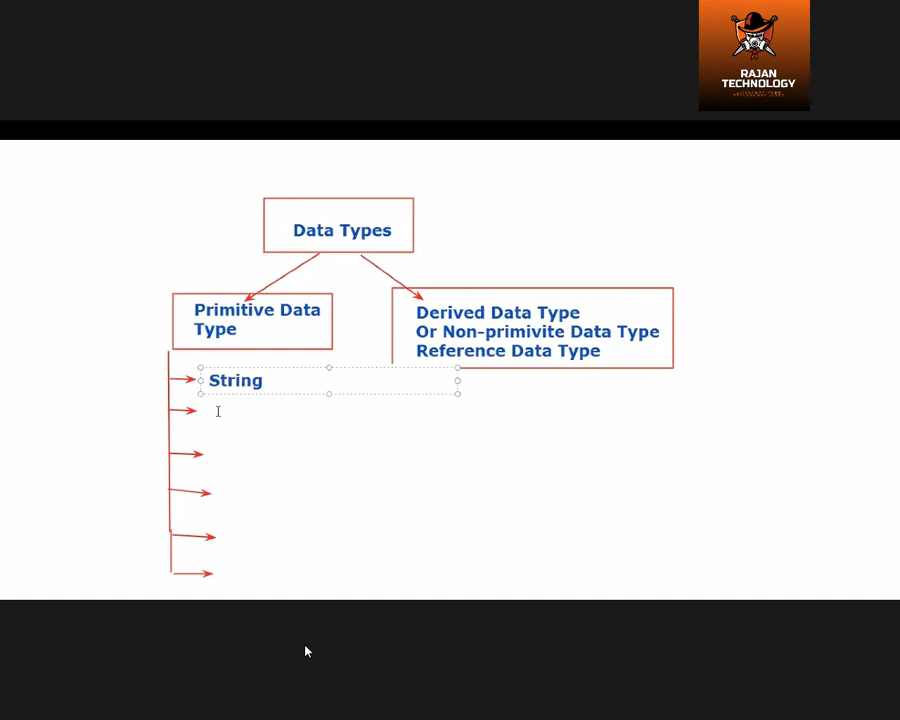 RAJAN
TECHNOLOGY
Data Types
Primitive Data
Type
Derived Data Type
Or Non-primivite Data Type
Reference Data Type
String